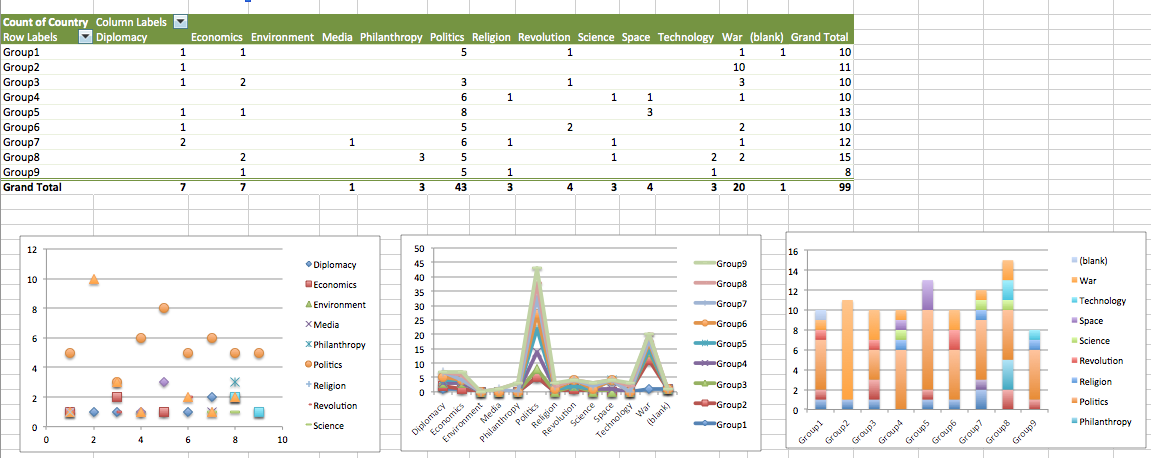 Count of Country Column Labels
Row Labels Diplomacy Economics Environment Media Philanthropy Politics Religion Revolution Science Space Technology War (blank) Grand Total
Group1 1 1 5 1 1 1 10
Group2 1 10 11
Group3 1 2 3 1 3 10
Group4 6 1 1 1 1 10
Group5 1 1 8 3 13
Group6 1 5 2 2 10
Group7 2 1 6 1 1 1 12
Group8 2 3 5 1 2 2 15
Group9 1 5 1 1 8
Grand Total 7 7 1 3 43 3 4 3 4 3 20 1 99
12
10
8
6
4
2
0
0 2 4 6 8 10
Diplomacy
Economics
Environment
Media
Philanthropy
Politics
Religion
Revolution
Science
50
45
40
35
30
25
20
15
10
5
0
Diplomacy
Economics
Environment
Media
Philanthropy
Politics
Religion
Revolution
Science
Space
Technology
War
(blank)
Group9
Group8
Group7
Group6
Group5
Group4
Group3
Group2
Group1
16
14
12
10
8
6
4
2
0
Group1
Group2
Group3
Group4
Group5
Group6
Group7
Group8
Group9
(blank)
War
Technology
Space
Science
Revolution
Religion
Politics
Philanthropy